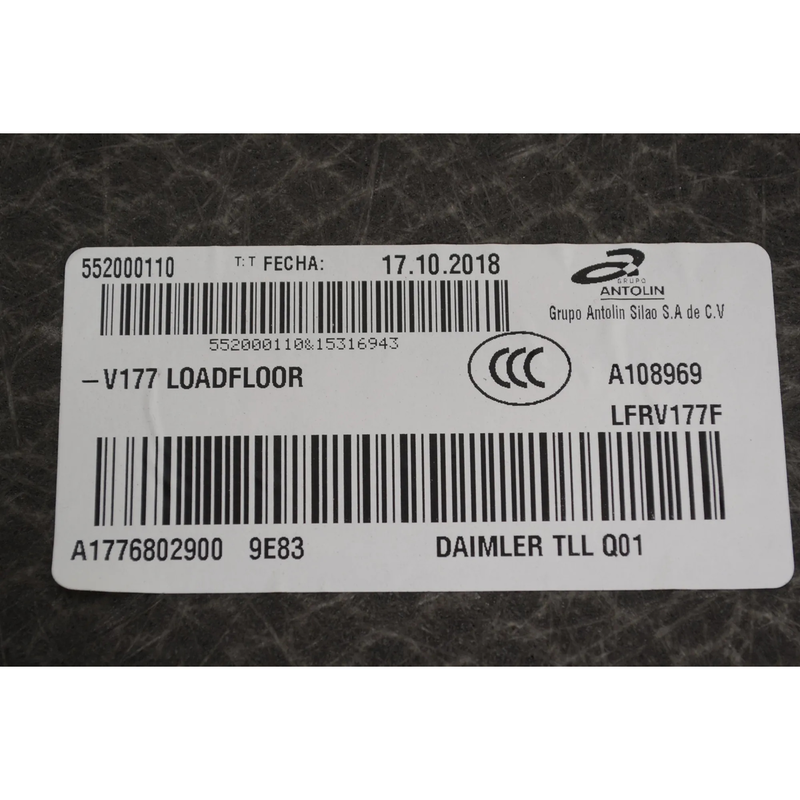 552000110 T:T FECHA: 17.10.2018
GRUPO
ANTOLIN
Grupo Antolin Silao S.A de C.V
552000110&15316943
–V177 LOADFLOOR CCC A108969
LFRV177F
A1776802900 9E83 DAIMLER TLL Q01